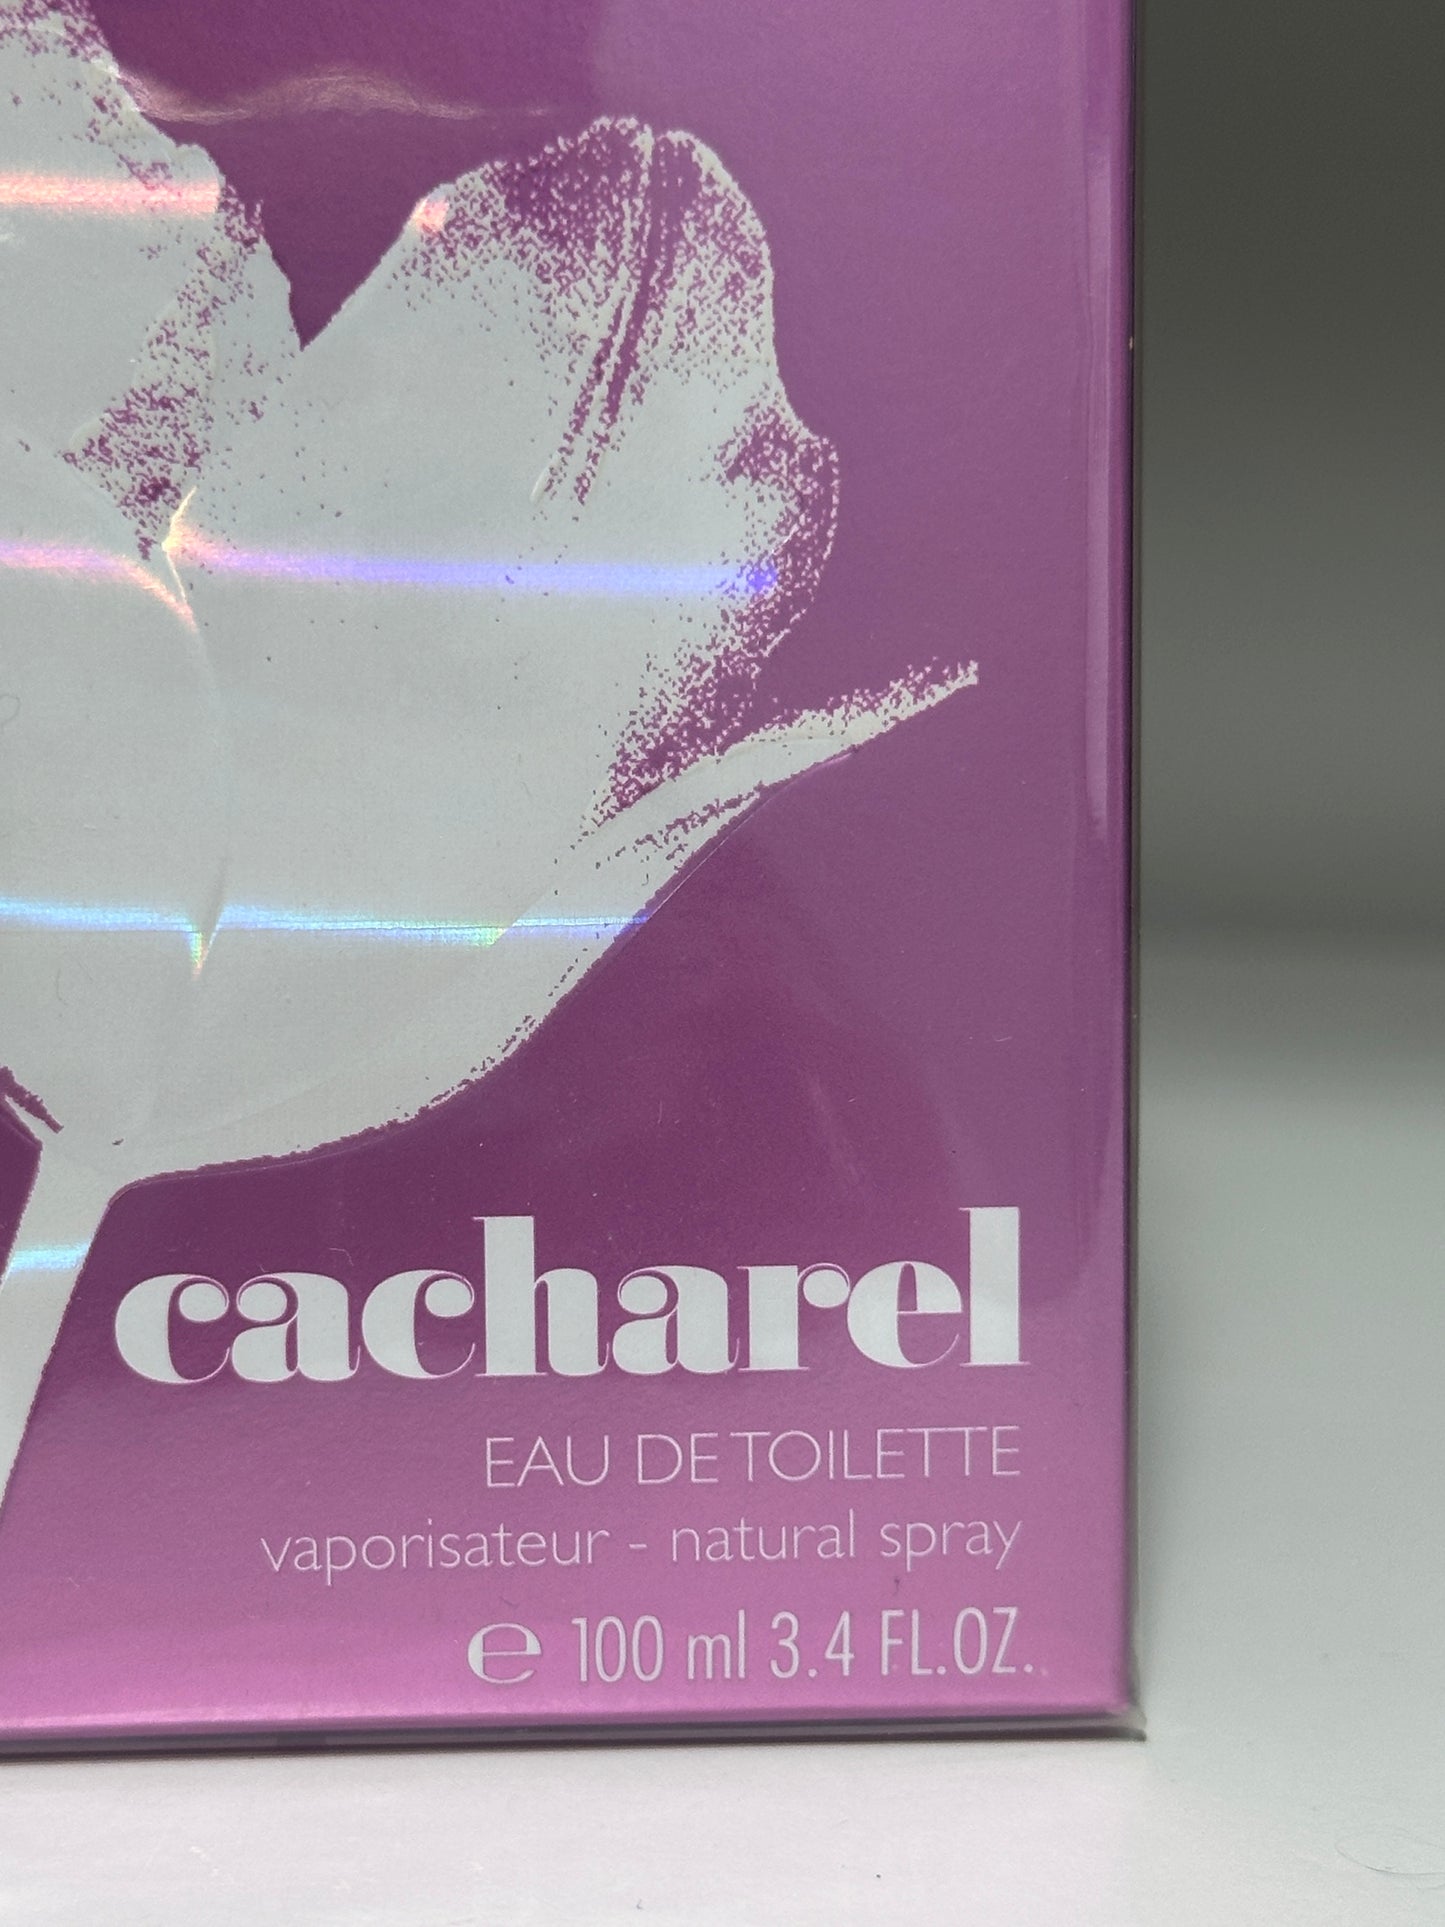 cacharel
EAU DE TOILETTE
vaporisateur - natural spray
℮ 100 ml 3.4 FL.OZ.